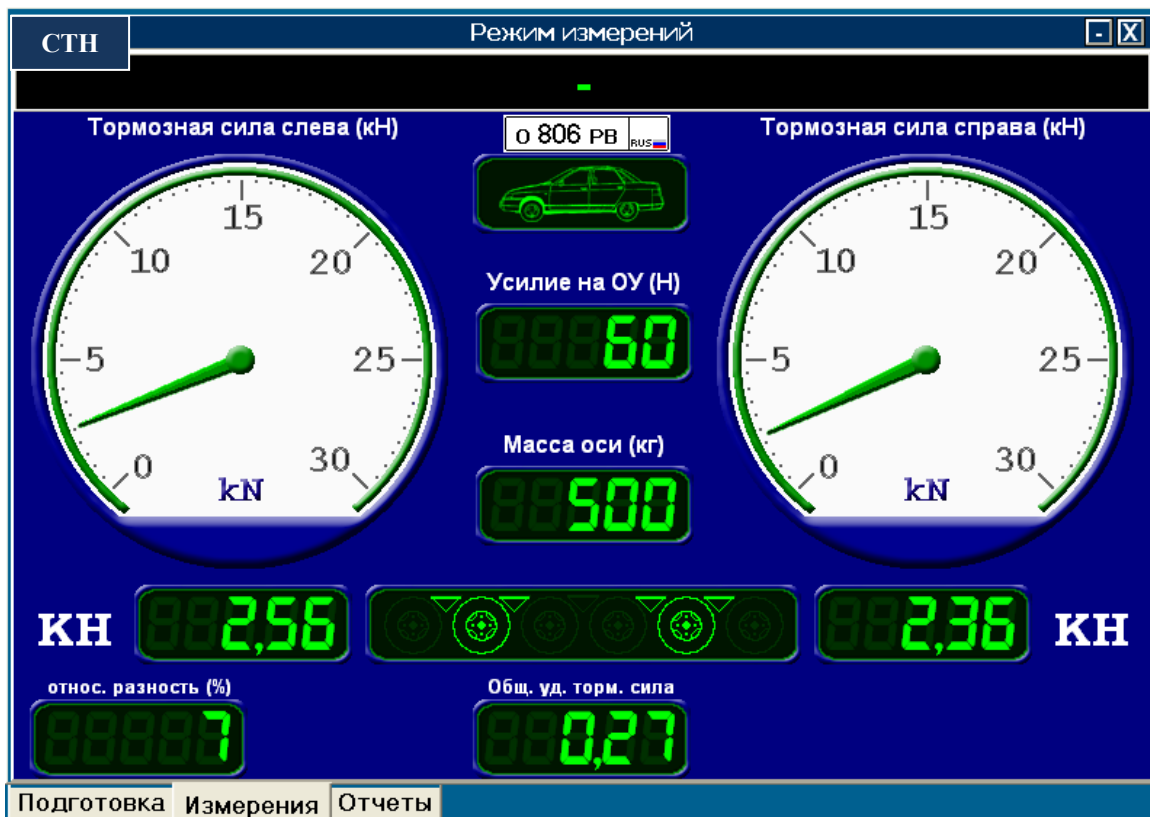 СТН
Режим измерений
- X
-
Тормозная сила слева (кН)
о 806 РВ RUS
Тормозная сила справа (кН)
0 5 10 15 20 25 30
kN
0 5 10 15 20 25 30
kN
Усилие на ОУ (Н)
60
Масса оси (кг)
500
КН 2,56
2,36 КН
относ. разность (%)
7
Общ. уд. торм. сила
0,27
Подготовка Измерения Отчеты